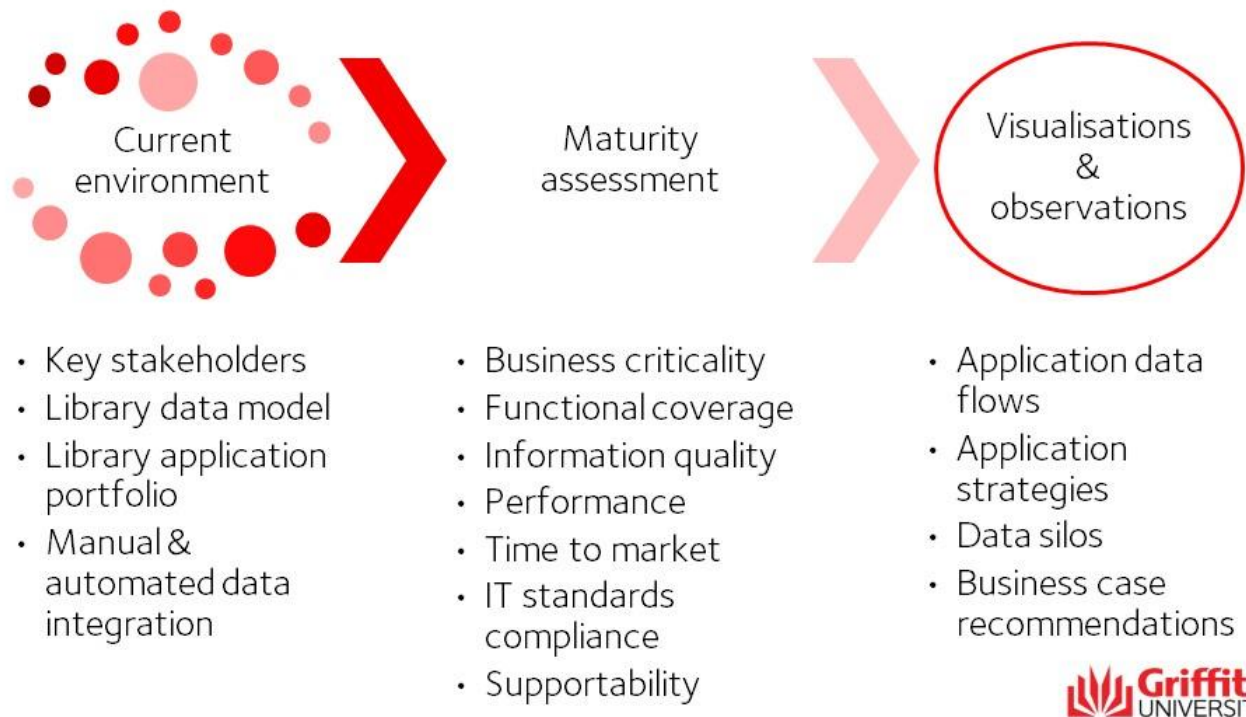 Current
environment
Maturity
assessment
Visualisations
&
observations
• Key stakeholders
• Library data model
• Library application
portfolio
• Manual &
automated data
integration
• Business criticality
• Functional coverage
• Information quality
• Performance
• Time to market
• IT standards
compliance
• Supportability
• Application data
flows
• Application
strategies
• Data silos
• Business case
recommendations
Griffit
UNIVERSIT